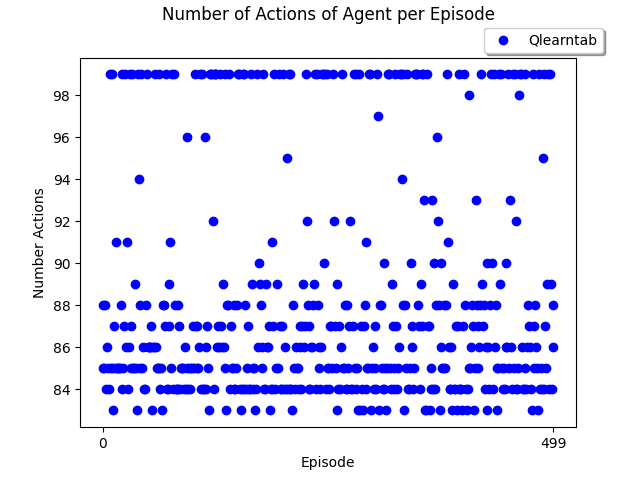 Number of Actions of Agent per Episode
Qlearntab
98
96
94
92
90
88
86
84
Number Actions
0
499
Episode